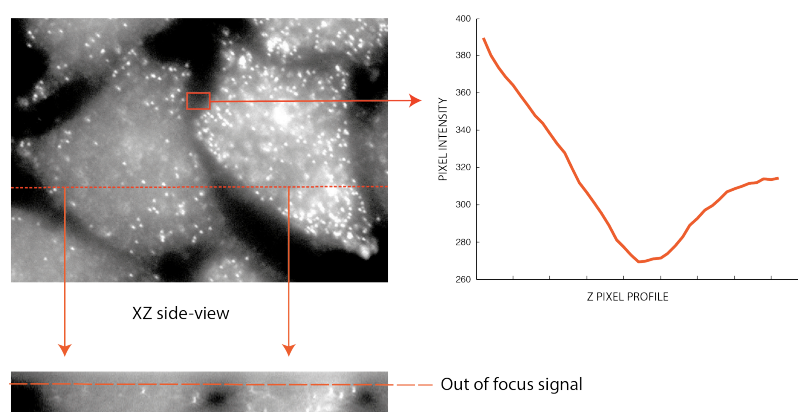 400
380
360
340
320
300
280
260
PIXEL INTENSITY
Z PIXEL PROFILE
XZ side-view
Out of focus signal